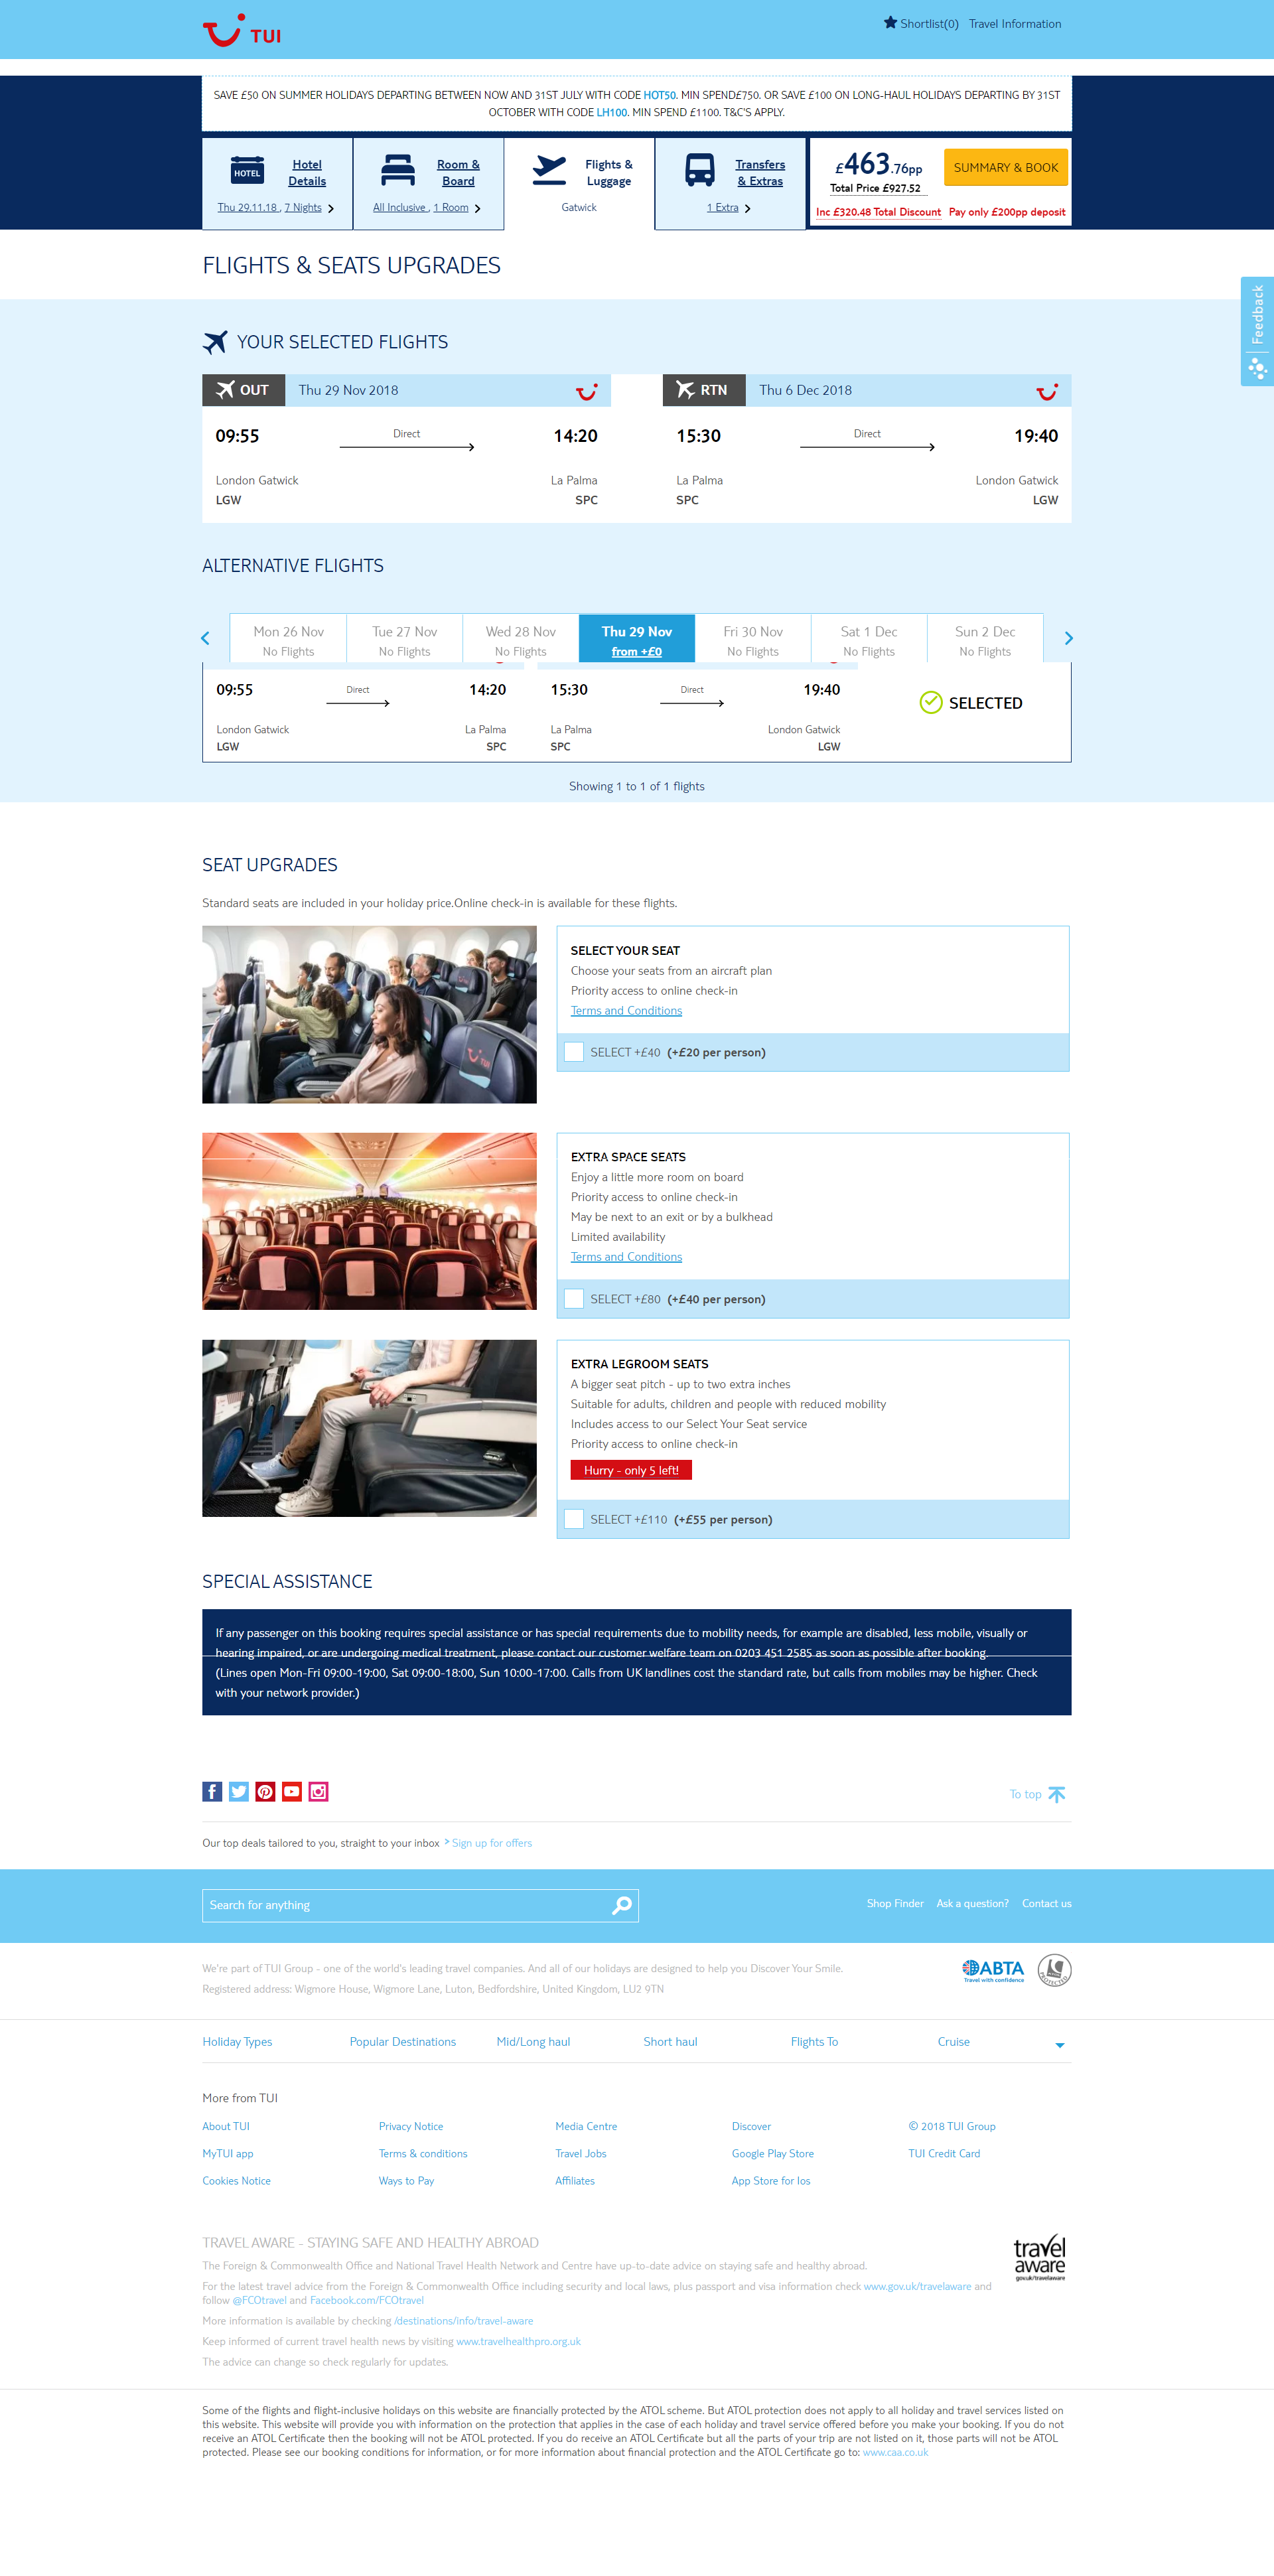 TUI
Shortlist(0) Travel Information
SAVE £50 ON SUMMER HOLIDAYS DEPARTING BETWEEN NOW AND 31ST JULY WITH CODE HOT50. MIN SPEND£750. OR SAVE £100 ON LONG-HAUL HOLIDAYS DEPARTING BY 31ST
OCTOBER WITH CODE LH100. MIN SPEND £1100. T&C'S APPLY.
HOTEL
Hotel
Details
Thu 29.11.18 , 7 Nights
Room &
Board
All Inclusive , 1 Room
Flights &
Luggage
Gatwick
Transfers
& Extras
1 Extra
£463.76pp
Total Price £927.52
SUMMARY & BOOK
Inc £320.48 Total Discount Pay only £200pp deposit
FLIGHTS & SEATS UPGRADES
Feedback
YOUR SELECTED FLIGHTS
OUT Thu 29 Nov 2018
09:55 Direct 14:20
London Gatwick La Palma
LGW SPC
RTN Thu 6 Dec 2018
15:30 Direct 19:40
La Palma London Gatwick
SPC LGW
ALTERNATIVE FLIGHTS
Mon 26 Nov Tue 27 Nov Wed 28 Nov Thu 29 Nov Fri 30 Nov Sat 1 Dec Sun 2 Dec
No Flights No Flights No Flights from +£0 No Flights No Flights No Flights
09:55 Direct 14:20 15:30 Direct 19:40
SELECTED
London Gatwick La Palma La Palma London Gatwick
LGW SPC SPC LGW
Showing 1 to 1 of 1 flights
SEAT UPGRADES
Standard seats are included in your holiday price.Online check-in is available for these flights.
TUI
SELECT YOUR SEAT
Choose your seats from an aircraft plan
Priority access to online check-in
Terms and Conditions
SELECT +£40 (+£20 per person)
EXTRA SPACE SEATS
Enjoy a little more room on board
Priority access to online check-in
May be next to an exit or by a bulkhead
Limited availability
Terms and Conditions
SELECT +£80 (+£40 per person)
EXTRA LEGROOM SEATS
A bigger seat pitch - up to two extra inches
Suitable for adults, children and people with reduced mobility
Includes access to our Select Your Seat service
Priority access to online check-in
Hurry - only 5 left!
SELECT +£110 (+£55 per person)
SPECIAL ASSISTANCE
If any passenger on this booking requires special assistance or has special requirements due to mobility needs, for example are disabled, less mobile, visually or
hearing impaired, or are undergoing medical treatment, please contact our customer welfare team on 0203 451 2585 as soon as possible after booking.
(Lines open Mon-Fri 09:00-19:00, Sat 09:00-18:00, Sun 10:00-17:00. Calls from UK landlines cost the standard rate, but calls from mobiles may be higher. Check
with your network provider.)
To top
Our top deals tailored to you, straight to your inbox > Sign up for offers
Search for anything
Shop Finder Ask a question? Contact us
We're part of TUI Group - one of the world's leading travel companies. And all of our holidays are designed to help you Discover Your Smile.
Registered address: Wigmore House, Wigmore Lane, Luton, Bedfordshire, United Kingdom, LU2 9TN
ABTA
Travel with confidence
PROTECTED
Holiday Types Popular Destinations Mid/Long haul Short haul Flights To Cruise
More from TUI
About TUI Privacy Notice Media Centre Discover © 2018 TUI Group
MyTUI app Terms & conditions Travel Jobs Google Play Store TUI Credit Card
Cookies Notice Ways to Pay Affiliates App Store for Ios
TRAVEL AWARE - STAYING SAFE AND HEALTHY ABROAD
travel
aware
gov.uk/travelaware
The Foreign & Commonwealth Office and National Travel Health Network and Centre have up-to-date advice on staying safe and healthy abroad.
For the latest travel advice from the Foreign & Commonwealth Office including security and local laws, plus passport and visa information check www.gov.uk/travelaware and
follow @FCOtravel and Facebook.com/FCOtravel
More information is available by checking /destinations/info/travel-aware
Keep informed of current travel health news by visiting www.travelhealthpro.org.uk
The advice can change so check regularly for updates.
Some of the flights and flight-inclusive holidays on this website are financially protected by the ATOL scheme. But ATOL protection does not apply to all holiday and travel services listed on
this website. This website will provide you with information on the protection that applies in the case of each holiday and travel service offered before you make your booking. If you do not
receive an ATOL Certificate then the booking will not be ATOL protected. If you do receive an ATOL Certificate but all the parts of your trip are not listed on it, those parts will not be ATOL
protected. Please see our booking conditions for information, or for more information about financial protection and the ATOL Certificate go to: www.caa.co.uk